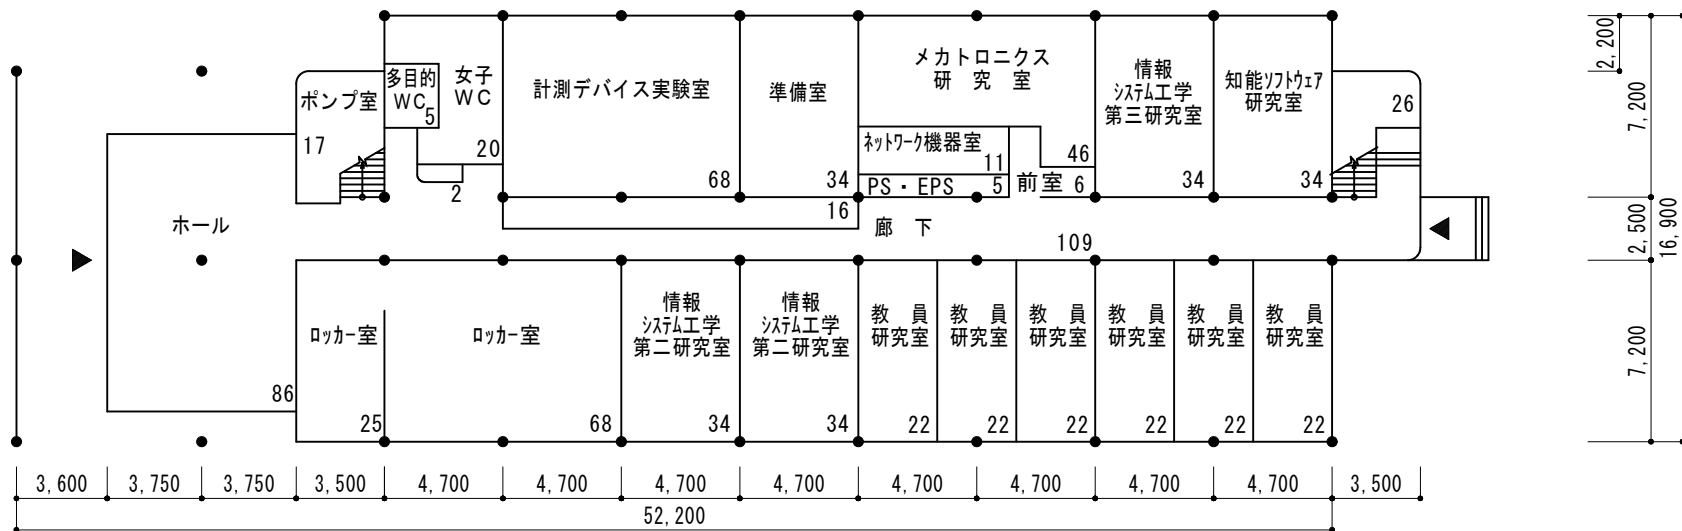 ポンプ室
17
多目的
WC
5
女子
WC
20
2
計測デバイス実験室
68
準備室
34
メカトロニクス
研究室
46
ネットワーク機器室
11
PS・EPS
5
前室
6
情報
システム工学
第三研究室
34
知能ソフトウェア
研究室
34
26
ホール
86
16
廊下
109
ロッカー室
25
ロッカー室
68
情報
システム工学
第二研究室
34
情報
システム工学
第二研究室
34
教員
研究室
22
教員
研究室
22
教員
研究室
22
教員
研究室
22
教員
研究室
22
教員
研究室
22
3,600
3,750
3,750
3,500
4,700
4,700
4,700
4,700
4,700
4,700
4,700
4,700
3,500
52,200
2,200
7,200
2,500
16,900
7,200